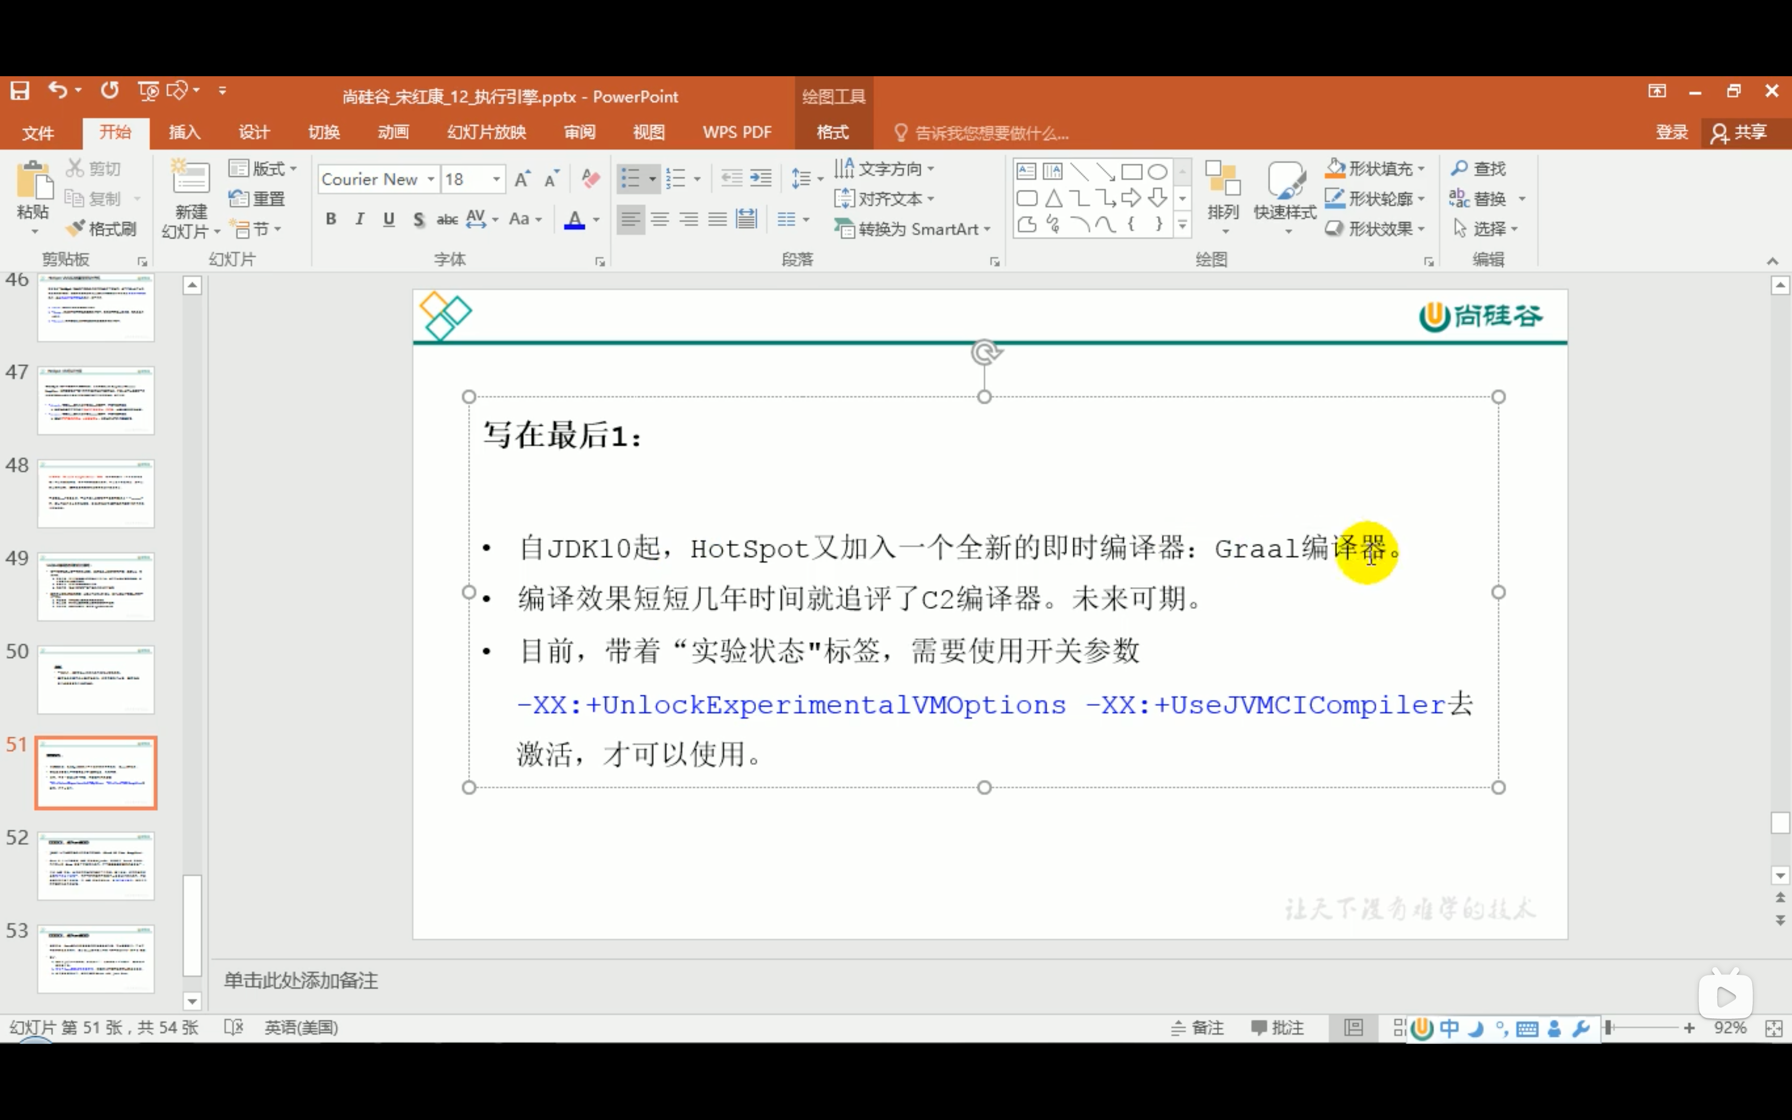 尚硅谷_宋红康_12_执行引擎.pptx - PowerPoint
绘图工具
文件 开始 插入 设计 切换 动画 幻灯片放映 审阅 视图 WPS PDF 格式 告诉我您想要做什么... 登录 共享
粘贴 剪切 复制 格式刷
新建 幻灯片 版式 重置 节
Courier New 18
B I U S abc AV Aa A
文字方向 对齐文本 转换为 SmartArt
排列 快速样式 形状填充 形状轮廓 形状效果
查找 替换 选择
剪贴板 幻灯片 字体 段落 绘图 编辑
46
47
48
49
50
51
52
53
尚硅谷
写在最后1：
• 自JDK10起，HotSpot又加入一个全新的即时编译器：Graal编译器。
• 编译效果短短几年时间就追评了C2编译器。未来可期。
• 目前，带着“实验状态"标签，需要使用开关参数
-XX:+UnlockExperimentalVMOptions -XX:+UseJVMCICompiler去
激活，才可以使用。
让天下没有难学的技术
单击此处添加备注
幻灯片 第 51 张，共 54 张 英语(美国) 备注 批注 中 92%